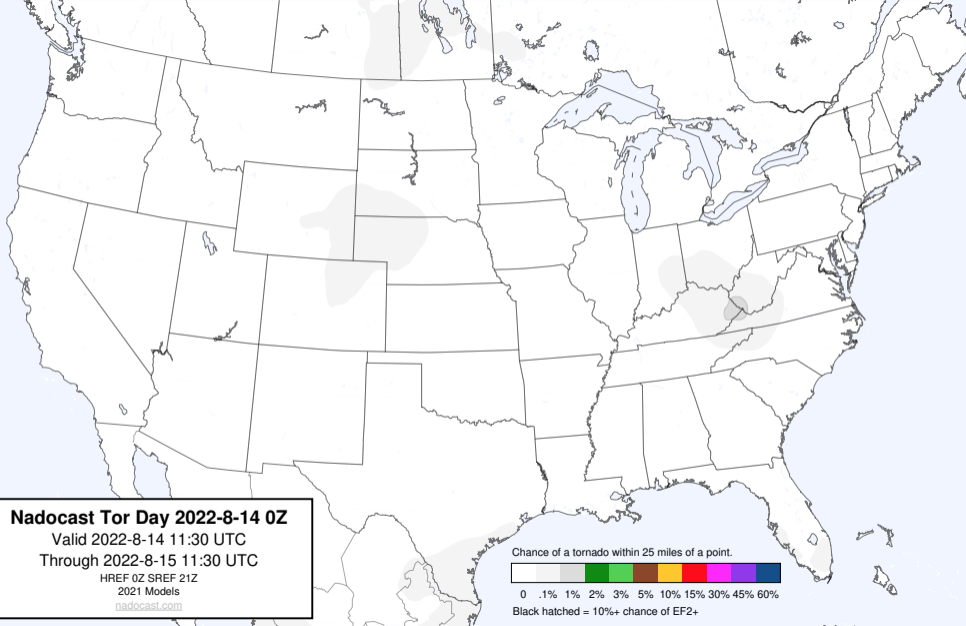 Nadocast Tor Day 2022-8-14 0Z
Valid 2022-8-14 11:30 UTC
Through 2022-8-15 11:30 UTC
HREF 0Z SREF 21Z
2021 Models
nadocast.com
Chance of a tornado within 25 miles of a point.
0 .1% 1% 2% 3% 5% 10% 15% 30% 45% 60%
Black hatched = 10%+ chance of EF2+